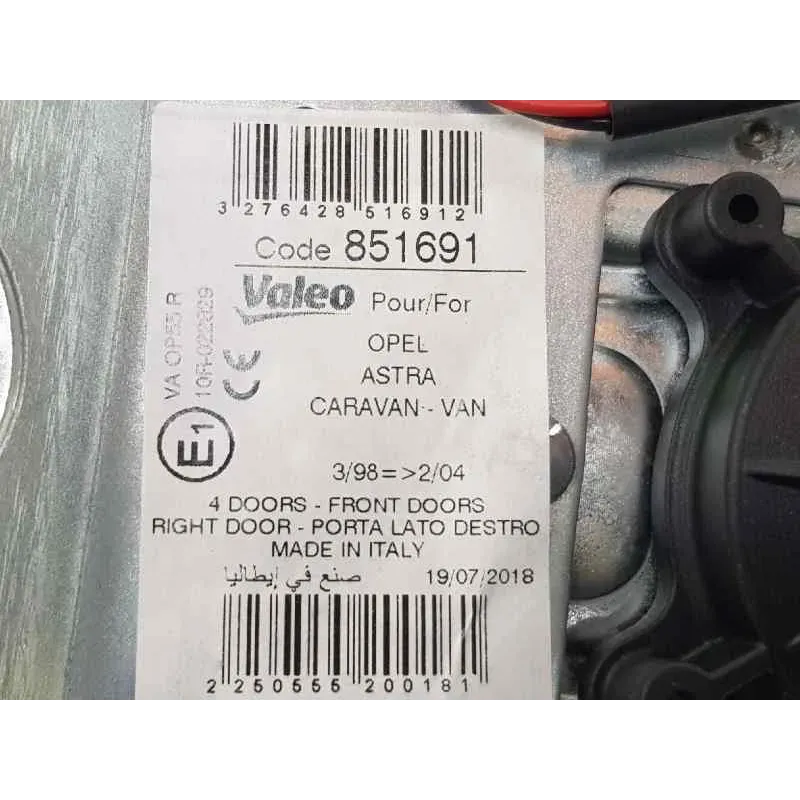 3 276428 516912
Code 851691
Valeo Pour/For
OPEL
ASTRA
CARAVAN - VAN
3/98=>2/04
4 DOORS - FRONT DOORS
RIGHT DOOR - PORTA LATO DESTRO
MADE IN ITALY
صنع في إيطاليا 19/07/2018
2 250555 200181
VA OP55 R
CE
E1